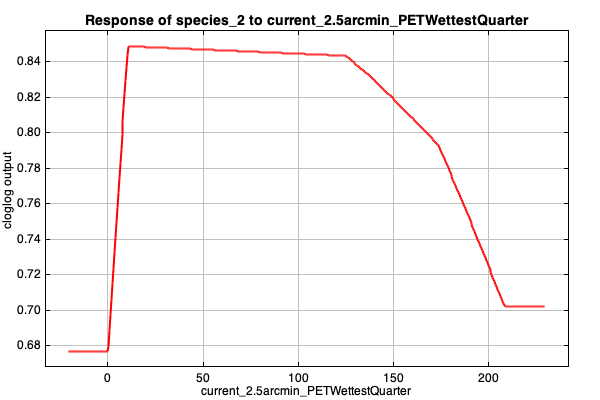 Response of species_2 to current_2.5arcmin_PETWettestQuarter
cloglog output
0.84
0.82
0.80
0.78
0.76
0.74
0.72
0.70
0.68
0 50 100 150 200
current_2.5arcmin_PETWettestQuarter